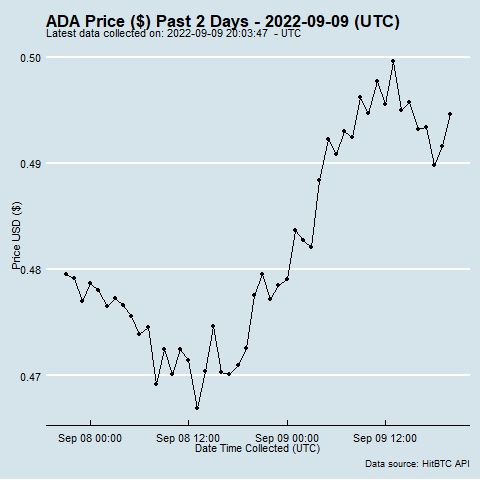 ADA Price ($) Past 2 Days - 2022-09-09 (UTC)
Latest data collected on: 2022-09-09 20:03:47 - UTC
0.50
0.49
0.48
0.47
Price USD ($)
Sep 08 00:00 Sep 08 12:00 Sep 09 00:00 Sep 09 12:00
Date Time Collected (UTC)
Data source: HitBTC API